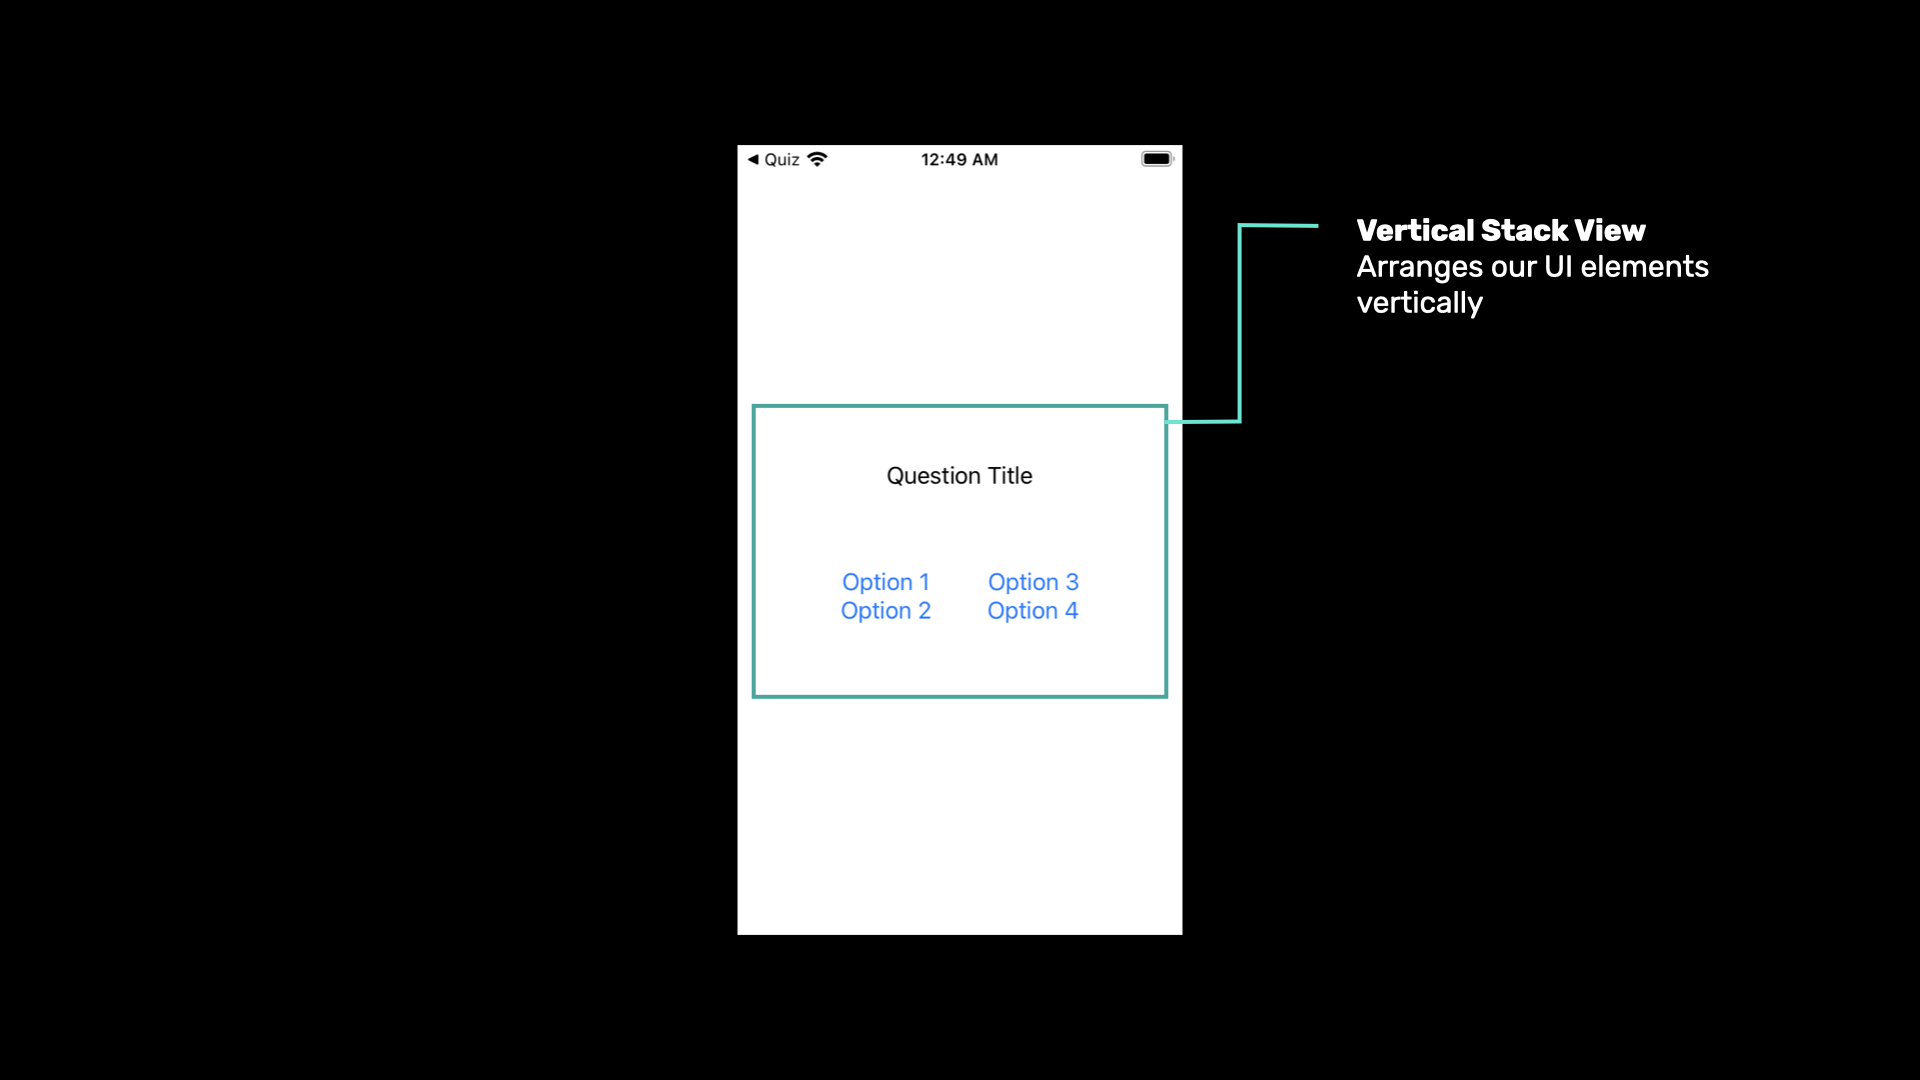 Quiz
12:49 AM
Vertical Stack View
Arranges our UI elements
vertically
Question Title
Option 1
Option 3
Option 2
Option 4